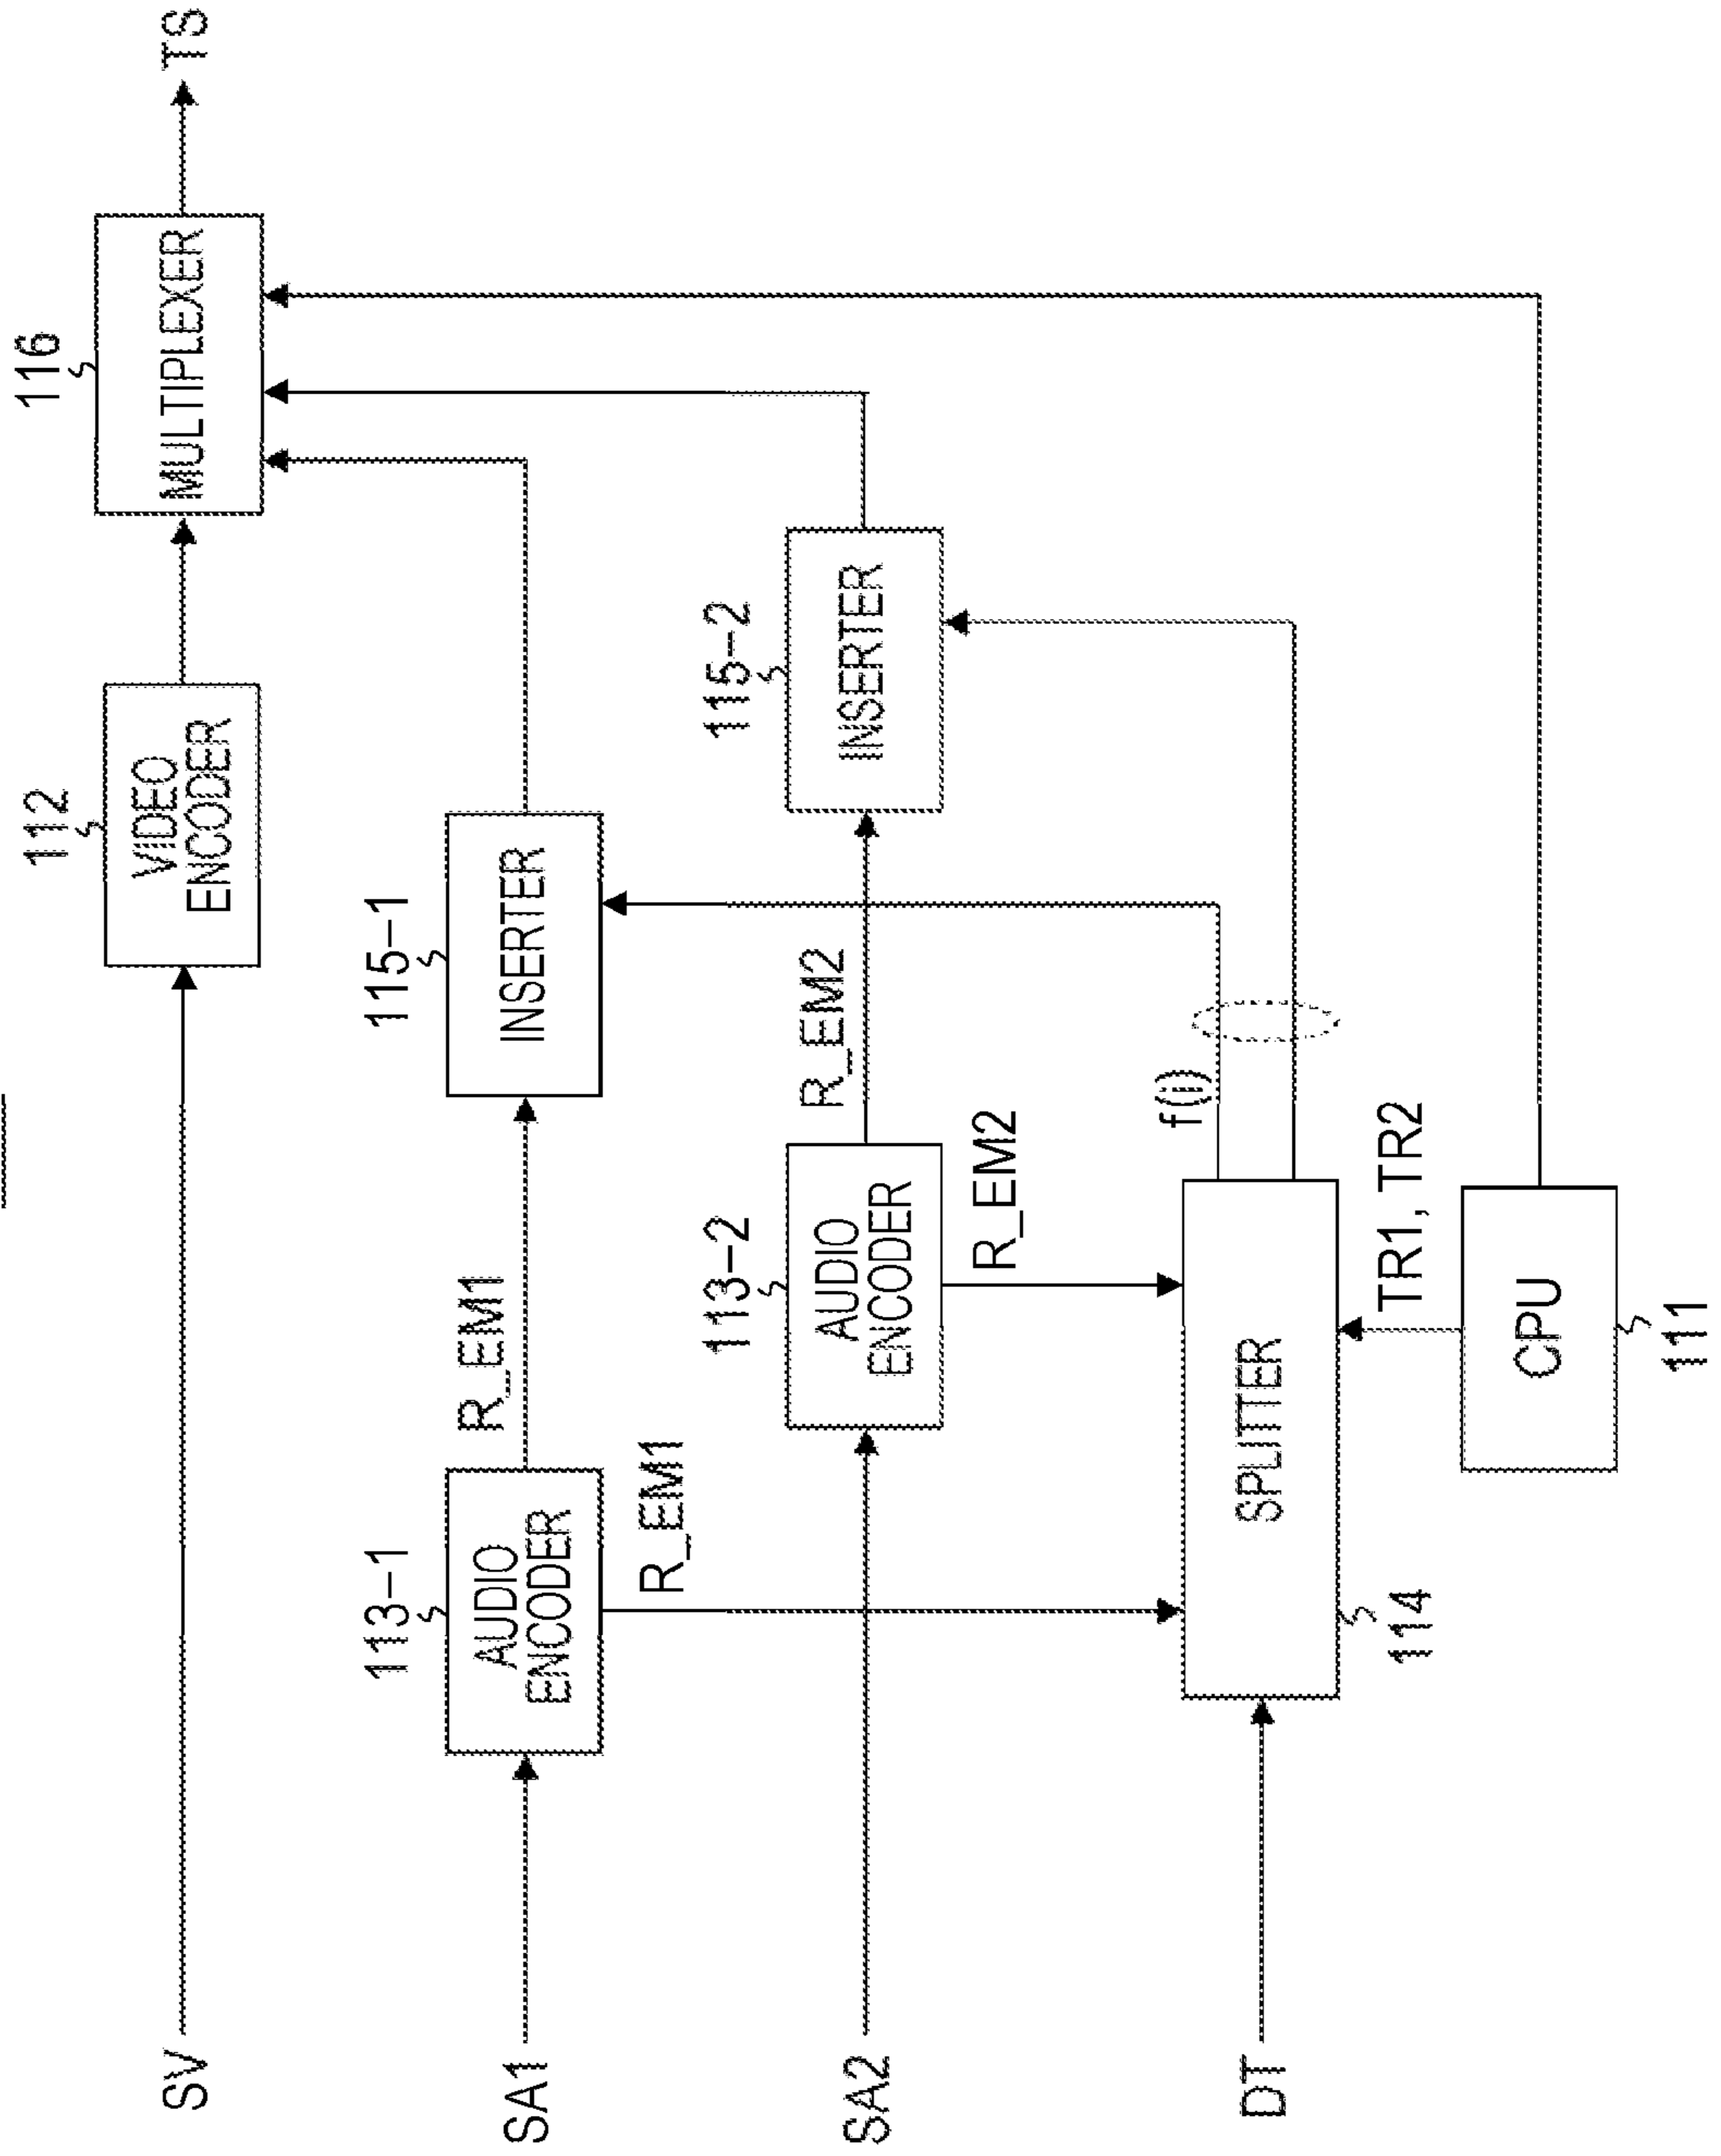 116
TS
112
SV
VIDEO
ENCODER
MULTIPLEXER
113-1
R_EM1
115-1
SA1
AUDIO
ENCODER
INSERTER
R_EM1
113-2
R_EM2
115-2
SA2
AUDIO
ENCODER
INSERTER
R_EM2
f(i)
DT
SPLITTER
114
TR1, TR2
CPU
111